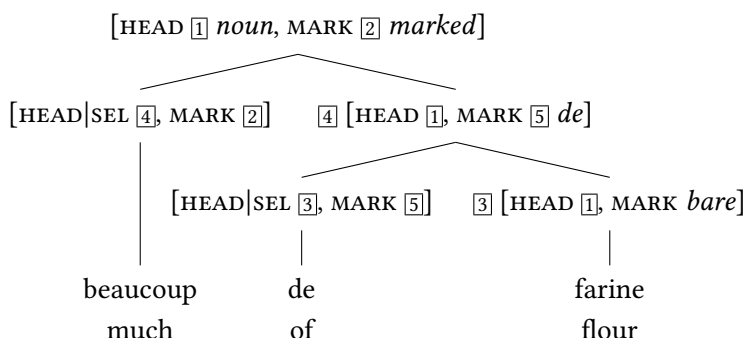 [HEAD 1 noun, MARK 2 marked]
[HEAD|SEL 4, MARK 2] 4 [HEAD 1, MARK 5 de]
[HEAD|SEL 3, MARK 5] 3 [HEAD 1, MARK bare]
beaucoup de farine
much of flour